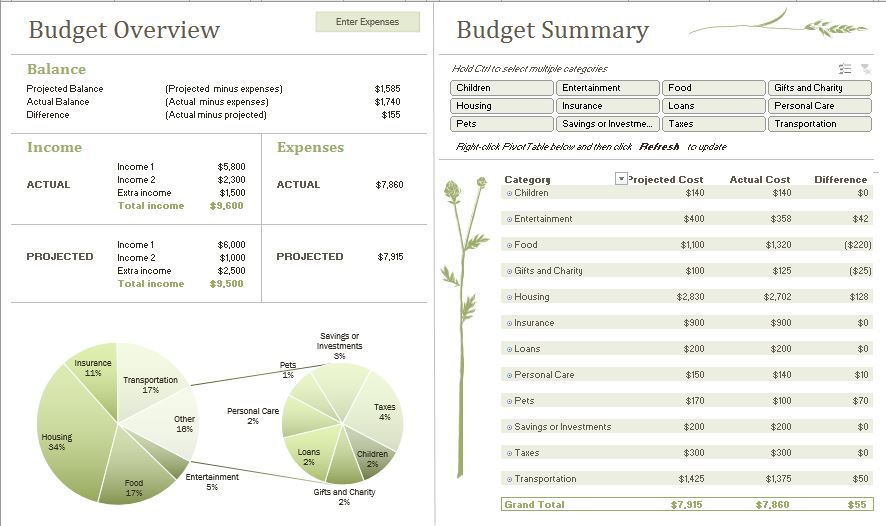 Budget Overview
Enter Expenses
Balance
Projected Balance (Projected minus expenses) $1,585
Actual Balance (Actual minus expenses) $1,740
Difference (Actual minus projected) $155
Income
ACTUAL
Income 1 $5,800
Income 2 $2,300
Extra income $1,500
Total income $9,600
PROJECTED
Income 1 $6,000
Income 2 $1,000
Extra income $2,500
Total income $9,500
Expenses
ACTUAL $7,860
PROJECTED $7,915
Insurance
11%
Transportation
17%
Other
16%
Housing
34%
Food
17%
Entertainment
5%
Savings or
Investments
3%
Pets
1%
Taxes
4%
Personal Care
2%
Loans
2%
Children
2%
Gifts and Charity
2%
Budget Summary
Hold Ctrl to select multiple categories
Children Entertainment Food Gifts and Charity
Housing Insurance Loans Personal Care
Pets Savings or Investme... Taxes Transportation
Right-click PivotTable below and then click Refresh to update
Category Projected Cost Actual Cost Difference
Children $140 $140 $0
Entertainment $400 $358 $42
Food $1,100 $1,320 ($220)
Gifts and Charity $100 $125 ($25)
Housing $2,830 $2,702 $128
Insurance $900 $900 $0
Loans $200 $200 $0
Personal Care $150 $140 $10
Pets $170 $100 $70
Savings or Investments $200 $200 $0
Taxes $300 $300 $0
Transportation $1,425 $1,375 $50
Grand Total $7,915 $7,860 $55